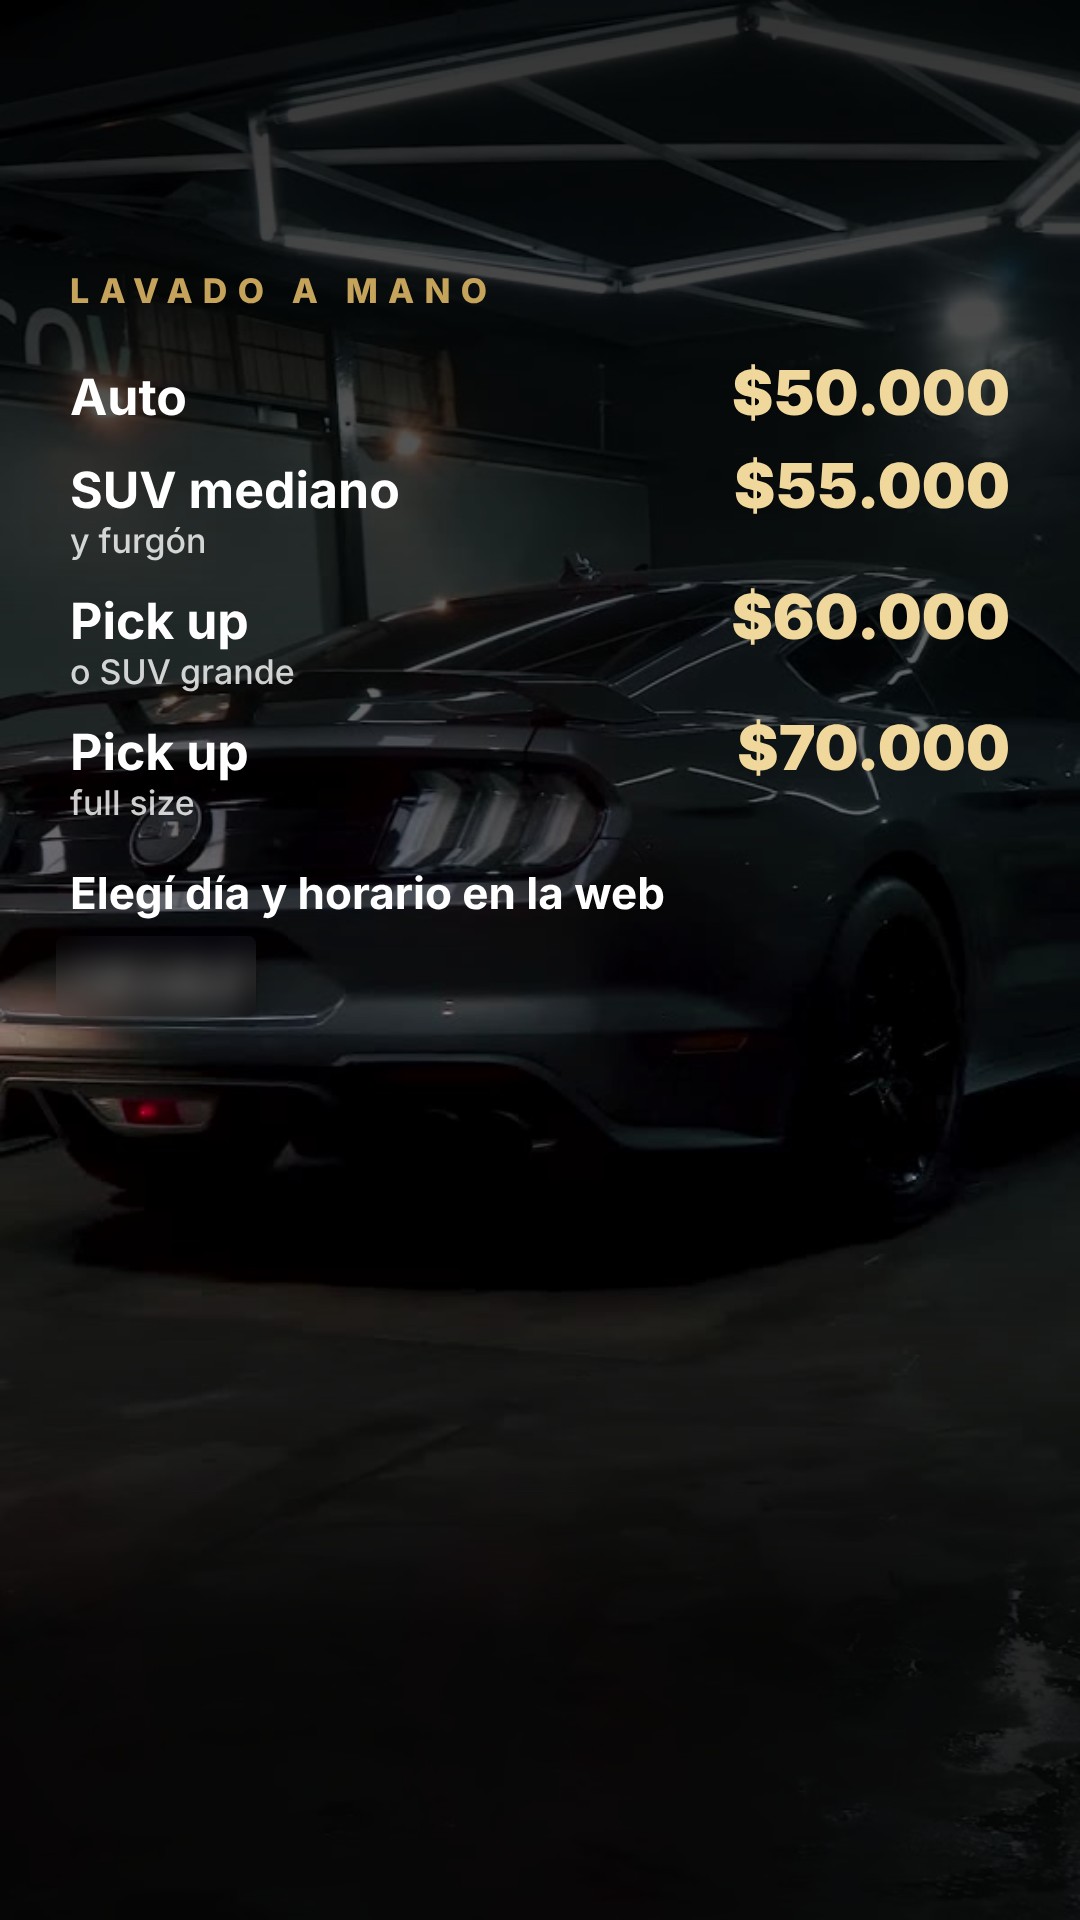 LAVADO A MANO
Auto $50.000
SUV mediano $55.000
y furgón
Pick up $60.000
o SUV grande
Pick up $70.000
full size
Elegí día y horario en la web